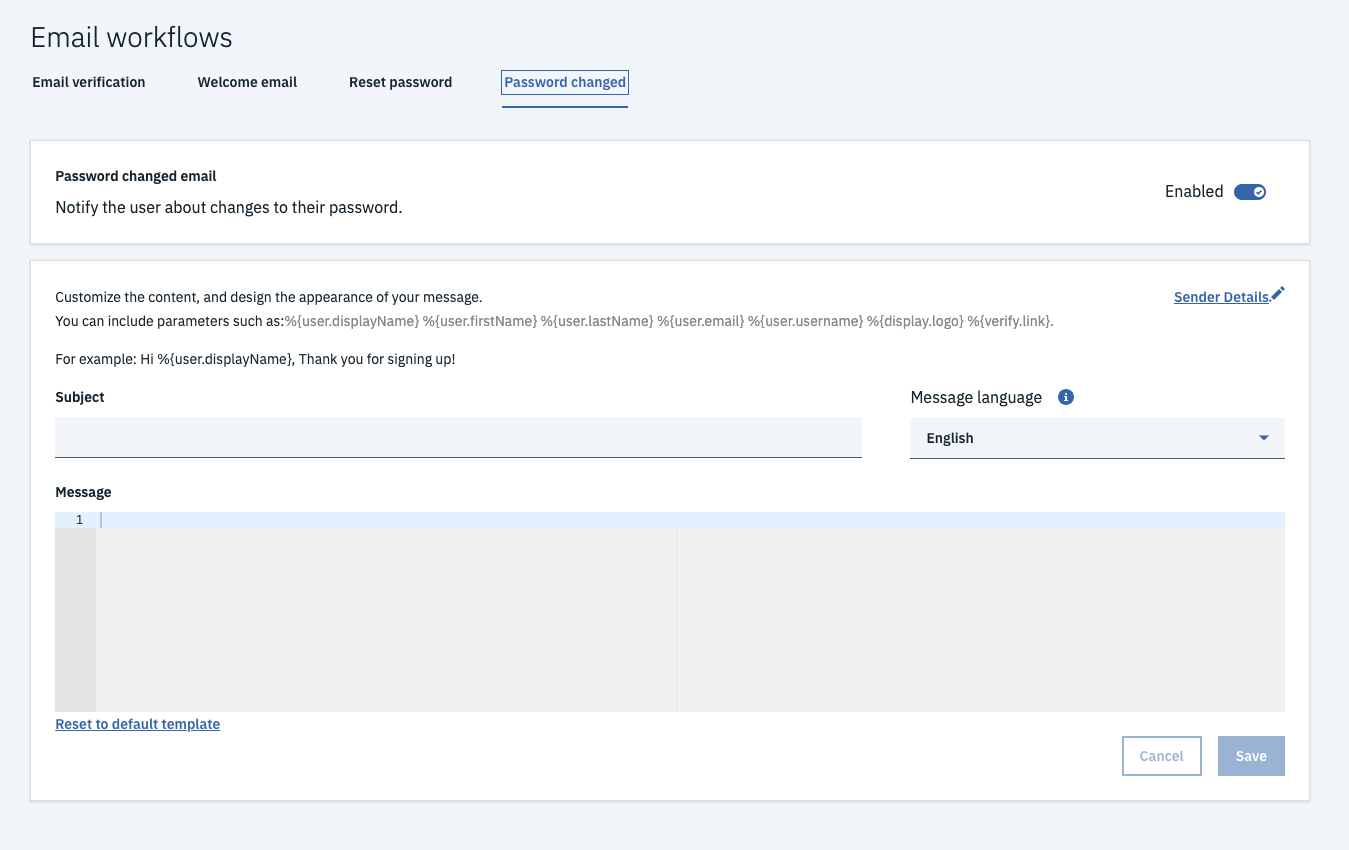 Email workflows
Email verification Welcome email Reset password Password changed
Password changed email
Notify the user about changes to their password.
Enabled
Customize the content, and design the appearance of your message.
Sender Details
You can include parameters such as:%{user.displayName} %{user.firstName} %{user.lastName} %{user.email} %{user.username} %{display.logo} %{verify.link}.
For example: Hi %{user.displayName}, Thank you for signing up!
Subject
Message language
English
Message
1
Reset to default template
Cancel Save